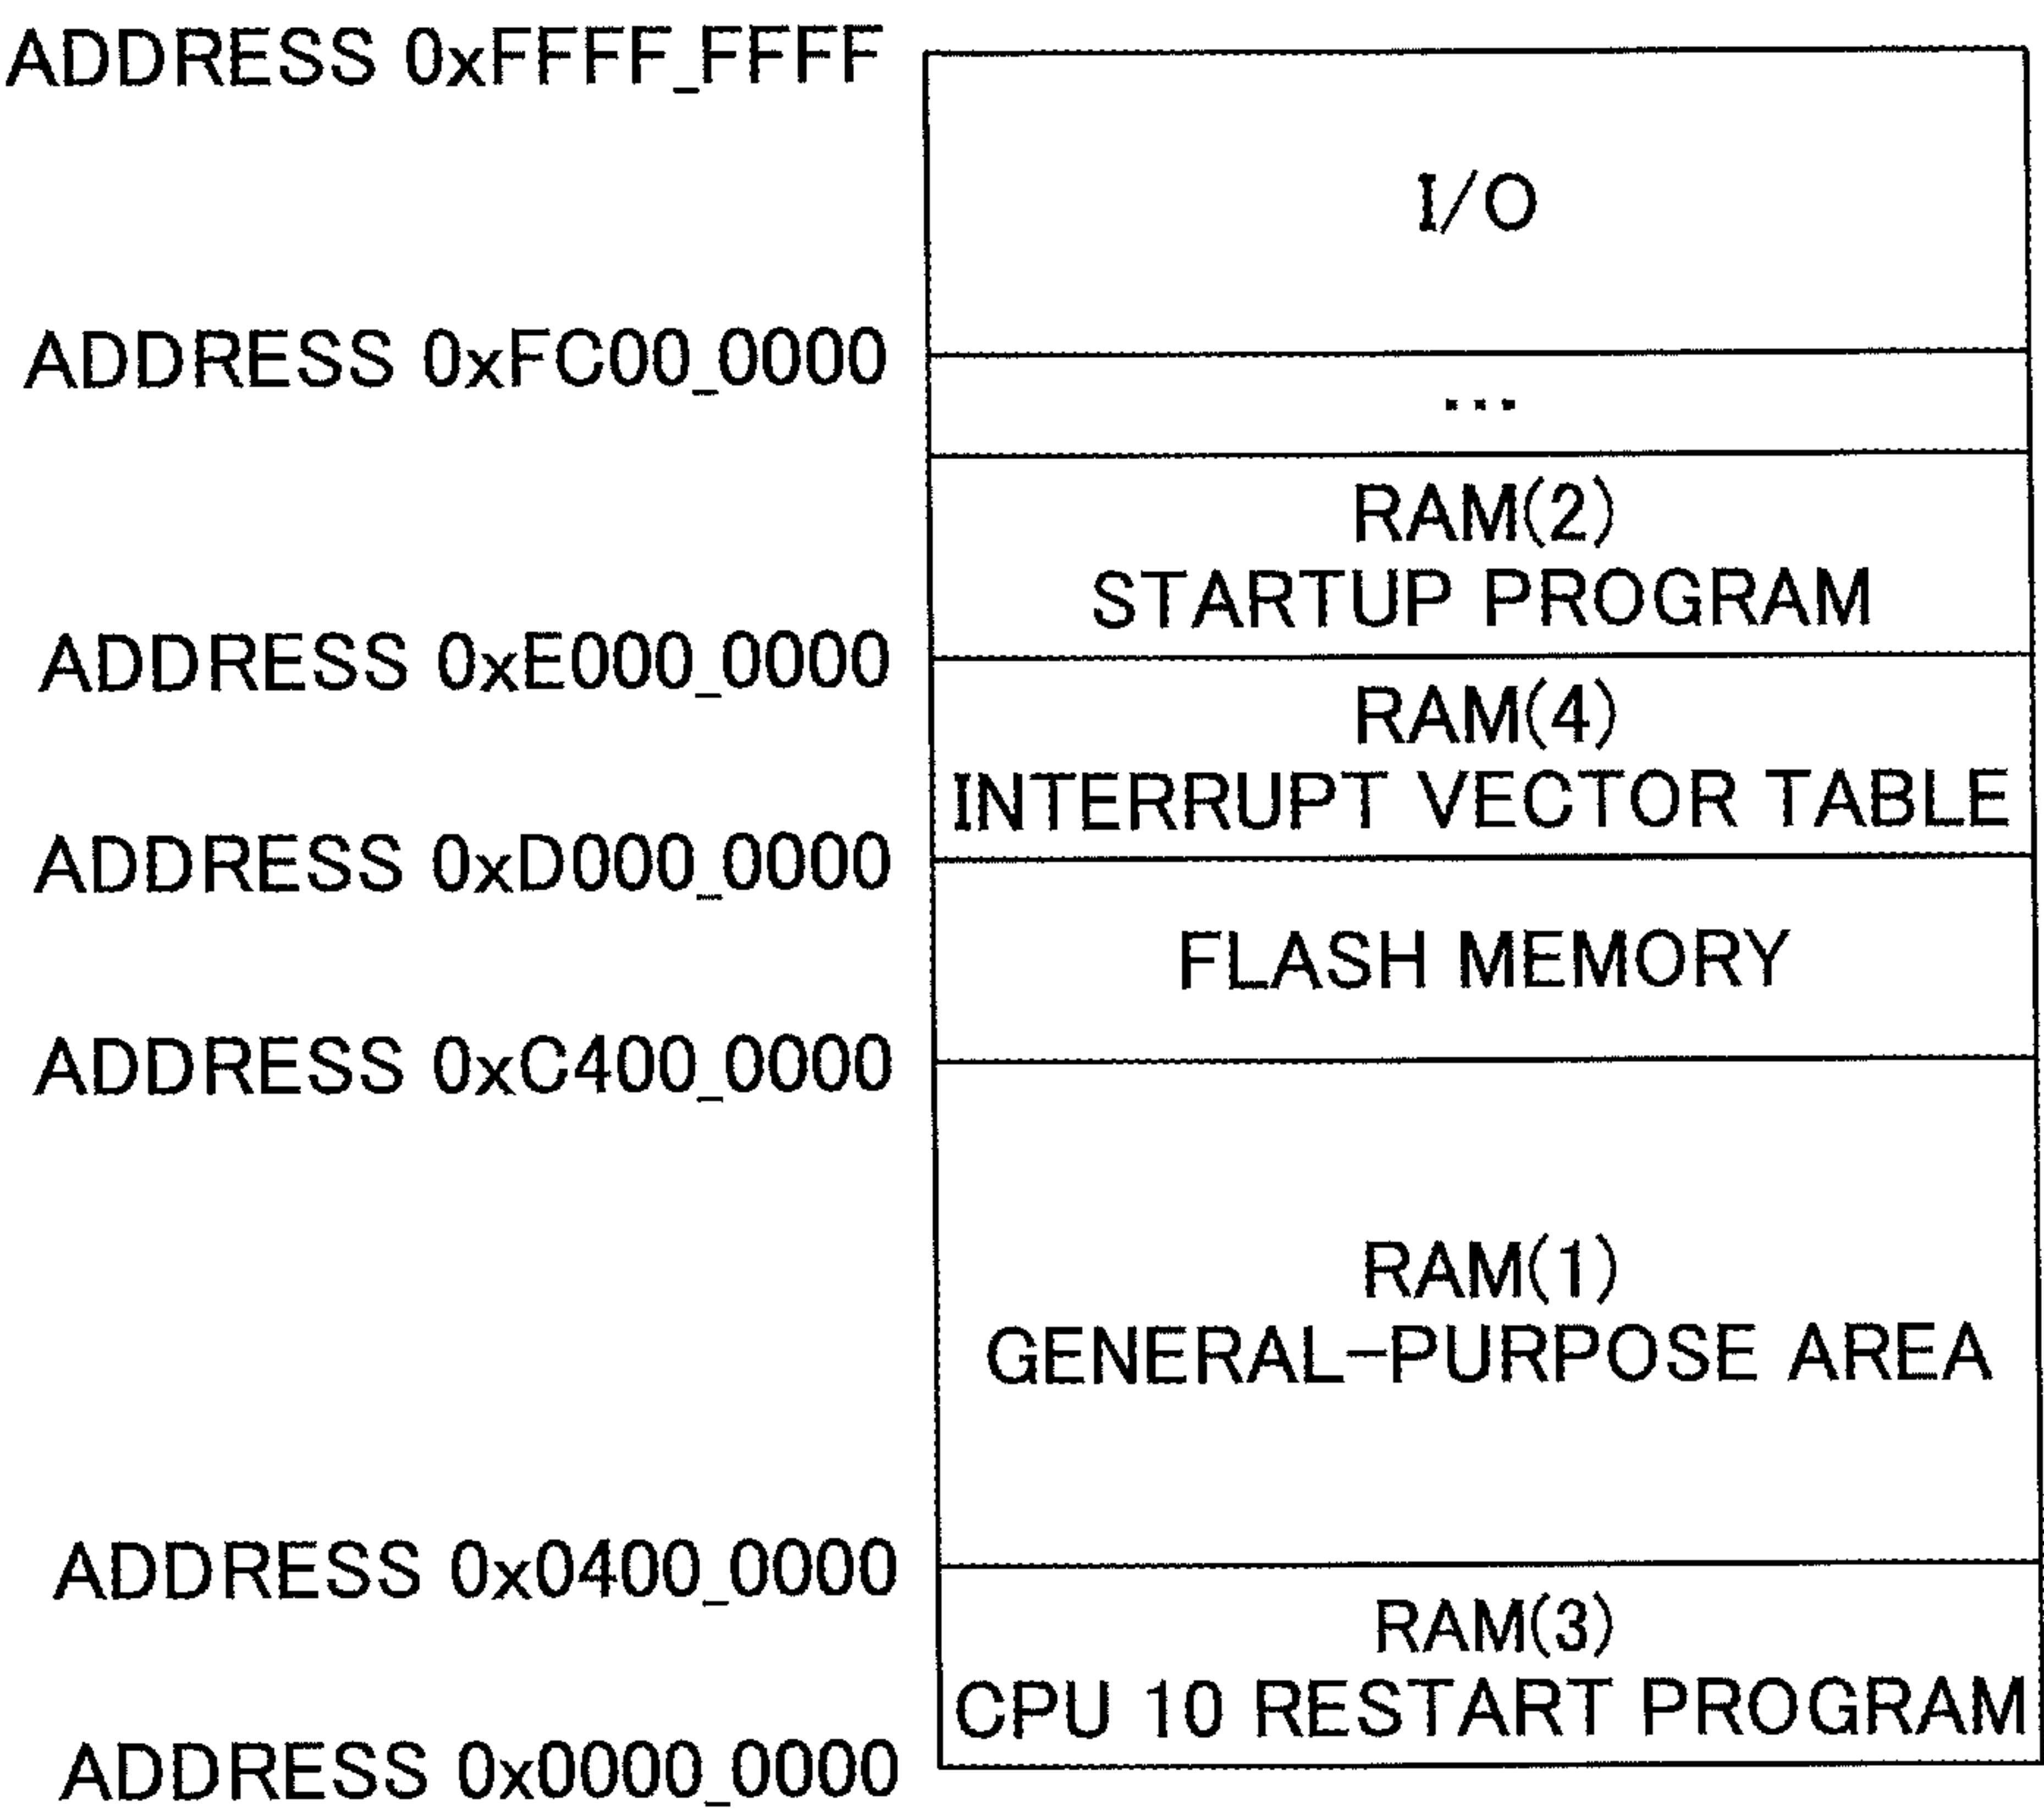 ADDRESS 0xFFFF_FFFF
I/O
ADDRESS 0xFC00_0000
...
RAM(2)
STARTUP PROGRAM
ADDRESS 0xE000_0000
RAM(4)
INTERRUPT VECTOR TABLE
ADDRESS 0xD000_0000
FLASH MEMORY
ADDRESS 0xC400_0000
RAM(1)
GENERAL-PURPOSE AREA
ADDRESS 0x0400_0000
RAM(3)
CPU 10 RESTART PROGRAM
ADDRESS 0x0000_0000